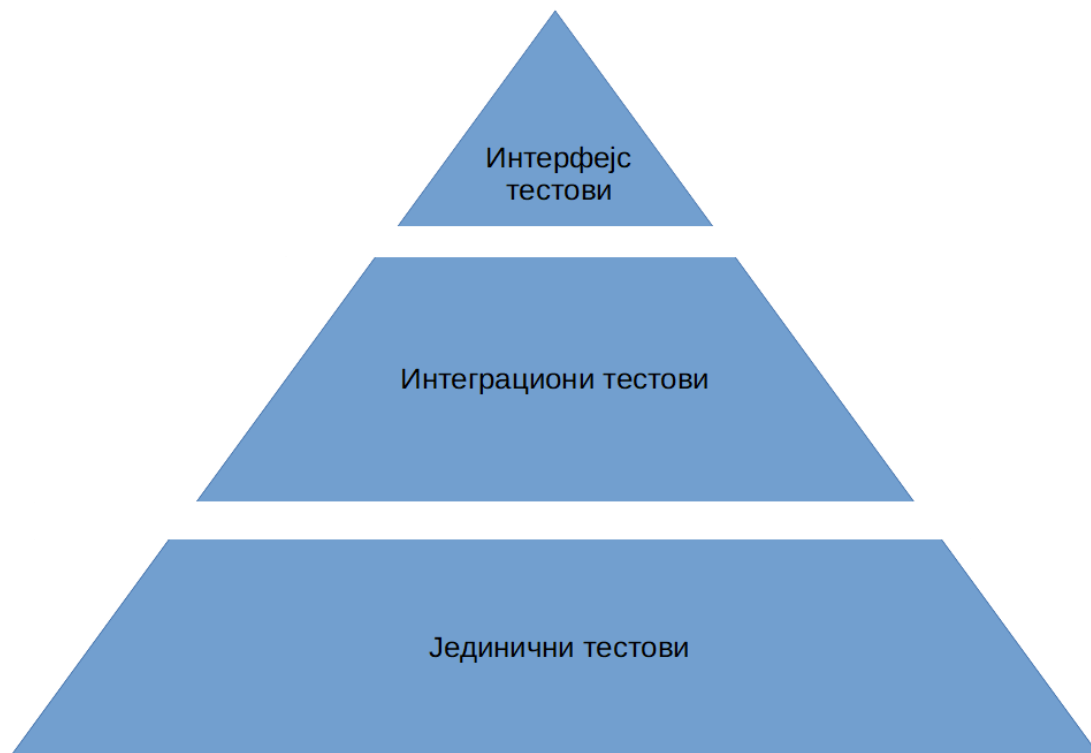 Интерфејс
тестови
Интеграциони тестови
Јединични тестови